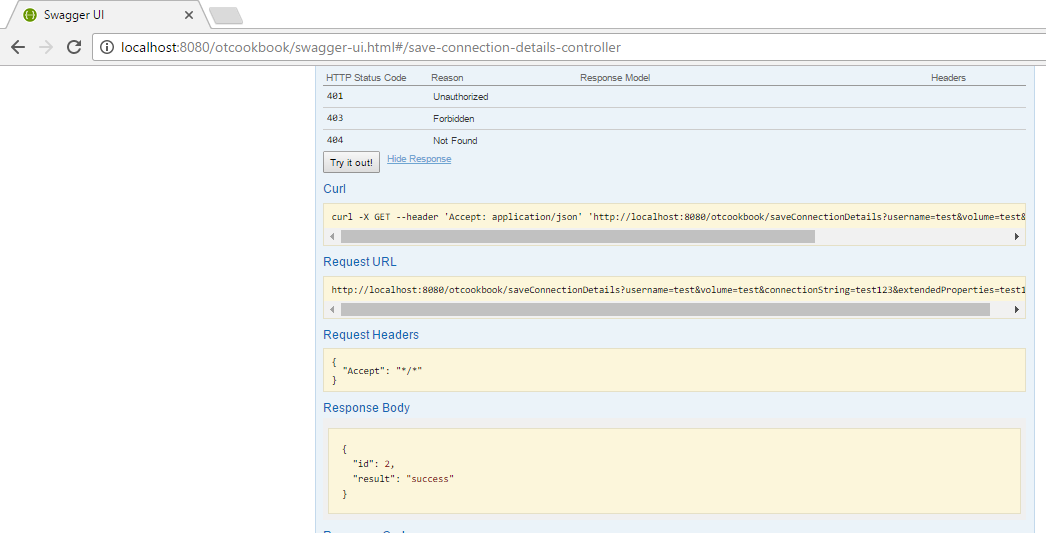 Swagger UI
localhost:8080/otcookbook/swagger-ui.html#/save-connection-details-controller
HTTP Status Code Reason Response Model Headers
401 Unauthorized
403 Forbidden
404 Not Found
Try it out! Hide Response
Curl
curl -X GET --header 'Accept: application/json' 'http://localhost:8080/otcookbook/saveConnectionDetails?username=test&volume=test&
Request URL
http://localhost:8080/otcookbook/saveConnectionDetails?username=test&volume=test&connectionString=test123&extendedProperties=test1
Request Headers
{
"Accept": "*/*"
}
Response Body
{
"id": 2,
"result": "success"
}